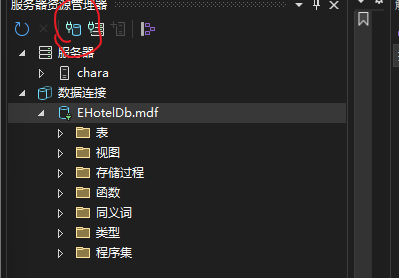 服务器资源管理器
服务器
chara
数据连接
EHotelDb.mdf
表
视图
存储过程
函数
同义词
类型
程序集